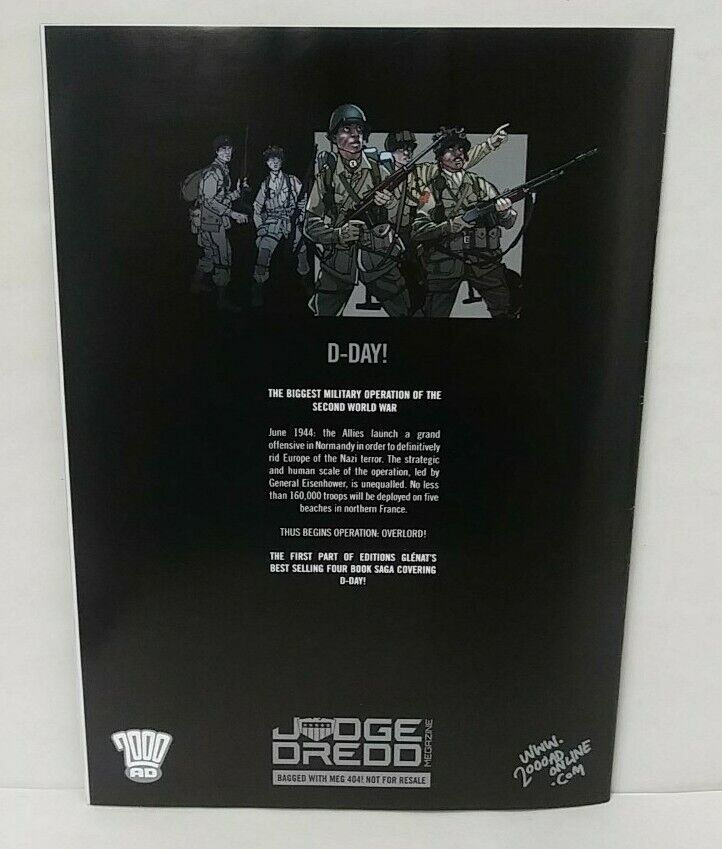 D-DAY!
THE BIGGEST MILITARY OPERATION OF THE
SECOND WORLD WAR
June 1944: the Allies launch a grand
offensive in Normandy in order to definitively
rid Europe of the Nazi terror. The strategic
and human scale of the operation, led by
General Eisenhower, is unequalled. No less
than 160,000 troops will be deployed on five
beaches in northern France.
THUS BEGINS OPERATION: OVERLORD!
THE FIRST PART OF EDITIONS GLÉNAT'S
BEST SELLING FOUR BOOK SAGA COVERING
D-DAY!
2000
AD
JUDGE
DREDD
MEGAZINE
BAGGED WITH MEG 404! NOT FOR RESALE
WWW.
2000AD
ONLINE
.COM